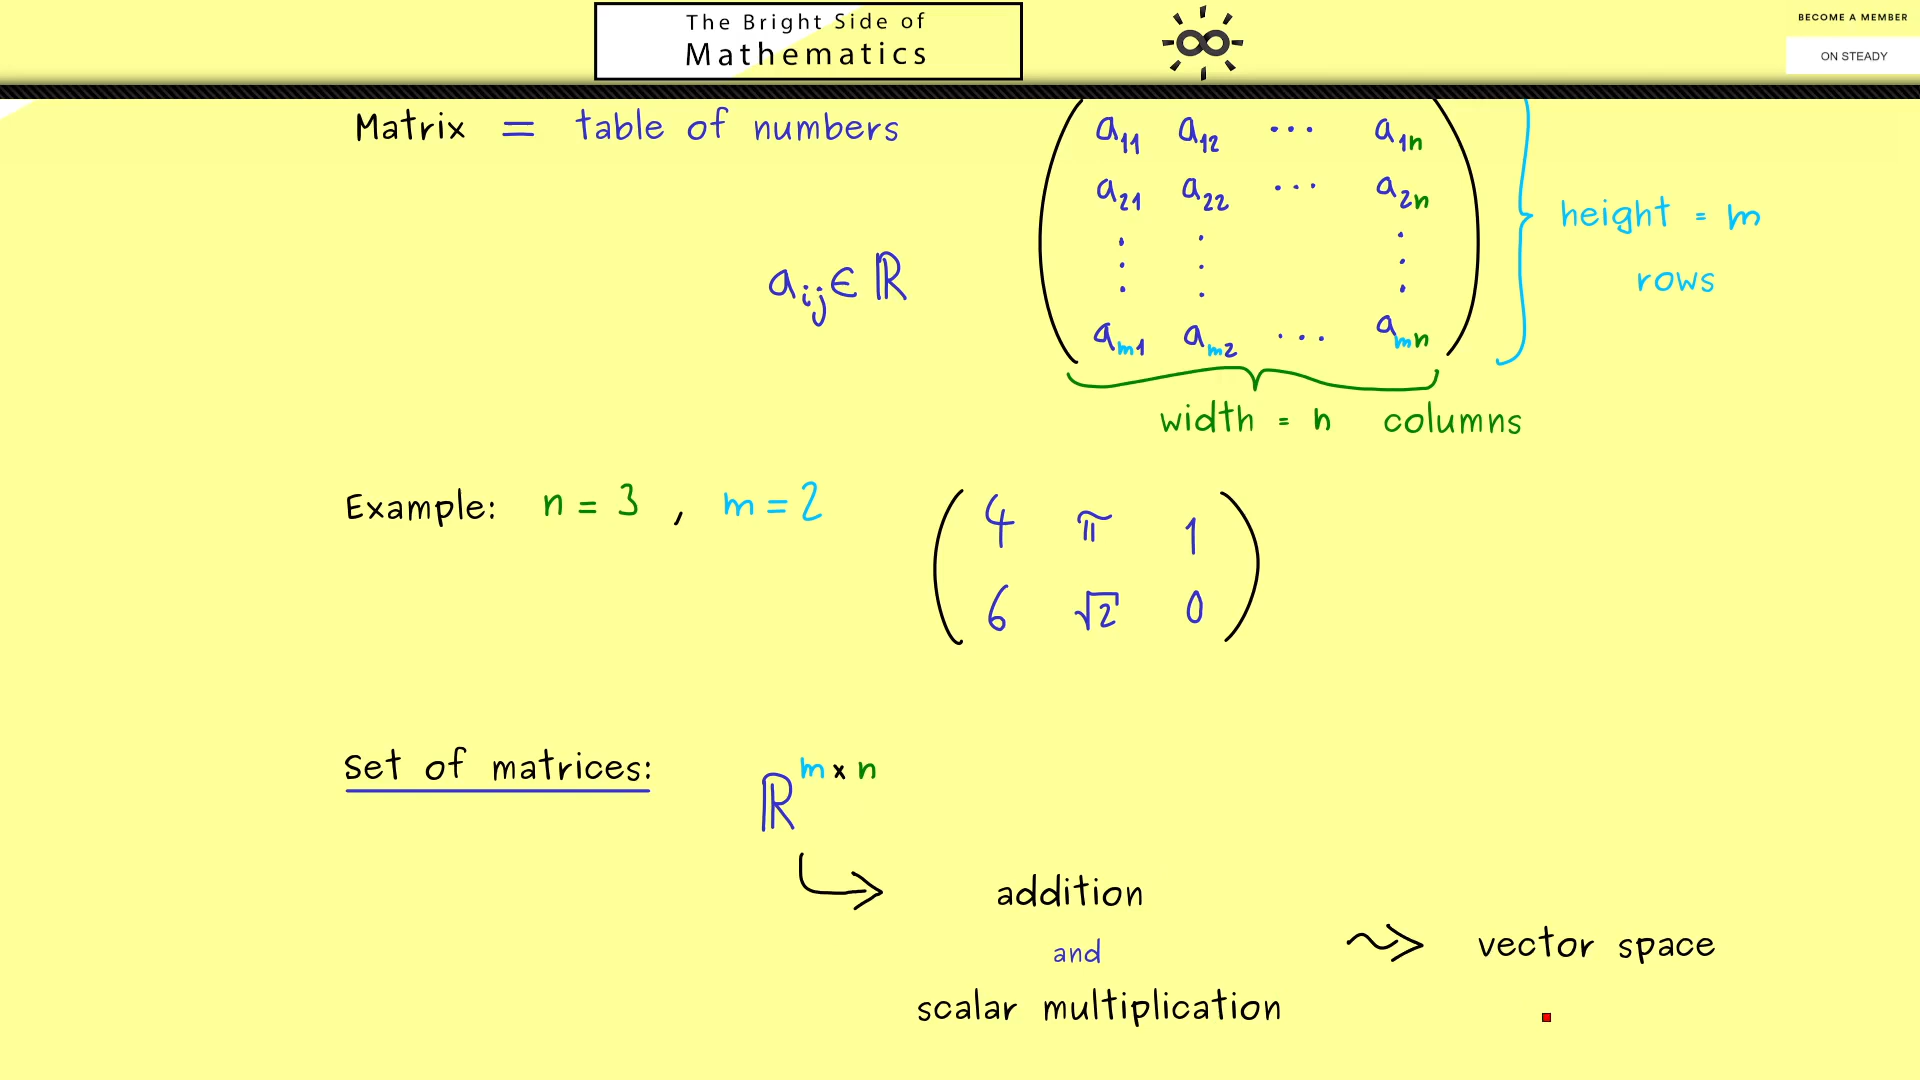 The Bright Side of
Mathematics
BECOME A MEMBER
ON STEADY
Matrix = table of numbers
a₁₁ a₁₂ ··· a₁ₙ
a₂₁ a₂₂ ··· a₂ₙ
⋮ ⋮ ⋮
aₘ₁ aₘ₂ ··· aₘₙ
height = m
rows
a_ij ∈ ℝ
width = n columns
Example: n = 3 , m = 2
4 π 1
6 √2 0
Set of matrices: ℝ^(m×n)
addition
and
scalar multiplication
vector space